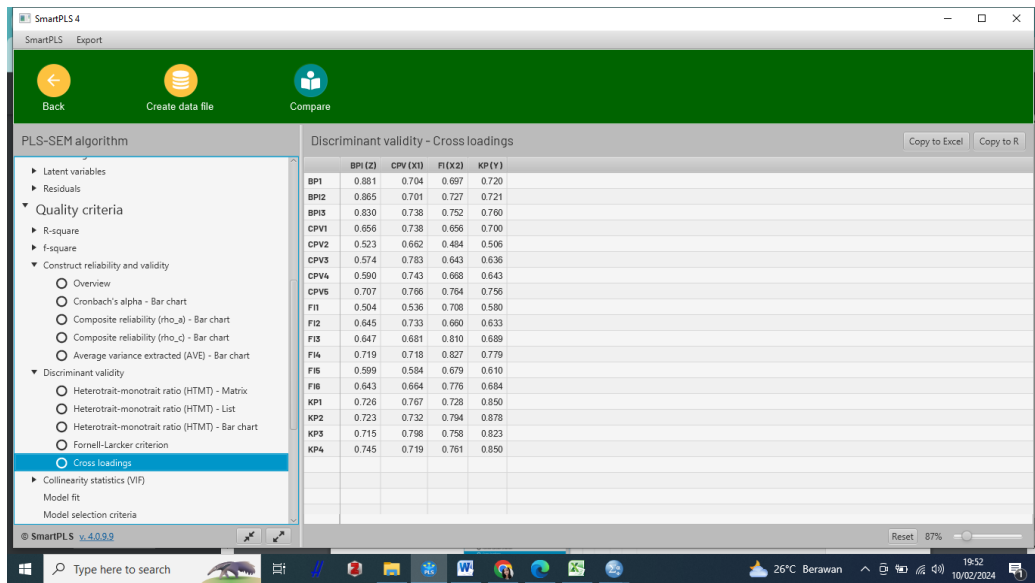 SmartPLS 4
SmartPLS Export
Back Create data file Compare
PLS-SEM algorithm
Latent variables
Residuals
Quality criteria
R-square
f-square
Construct reliability and validity
Overview
Cronbach's alpha - Bar chart
Composite reliability (rho_a) - Bar chart
Composite reliability (rho_c) - Bar chart
Average variance extracted (AVE) - Bar chart
Discriminant validity
Heterotrait-monotrait ratio (HTMT) - Matrix
Heterotrait-monotrait ratio (HTMT) - List
Heterotrait-monotrait ratio (HTMT) - Bar chart
Fornell-Larcker criterion
Cross loadings
Collinearity statistics (VIF)
Model fit
Model selection criteria
© SmartPLS v. 4.0.9.9
Discriminant validity - Cross loadings Copy to Excel Copy to R
BPI (Z) CPV (X1) FI (X2) KP (Y)
BP1 0.881 0.704 0.697 0.720
BPI2 0.865 0.701 0.727 0.721
BPI3 0.830 0.738 0.752 0.760
CPV1 0.656 0.738 0.656 0.700
CPV2 0.523 0.662 0.484 0.506
CPV3 0.574 0.783 0.643 0.636
CPV4 0.590 0.743 0.668 0.643
CPV5 0.707 0.766 0.764 0.756
FI1 0.504 0.536 0.708 0.580
FI2 0.645 0.733 0.660 0.633
FI3 0.647 0.681 0.810 0.689
FI4 0.719 0.718 0.827 0.779
FI5 0.599 0.584 0.679 0.610
FI6 0.643 0.664 0.776 0.684
KP1 0.726 0.767 0.728 0.850
KP2 0.723 0.732 0.794 0.878
KP3 0.715 0.798 0.758 0.823
KP4 0.745 0.719 0.761 0.850
Reset 87%
Type here to search
26°C Berawan
19:52
10/02/2024